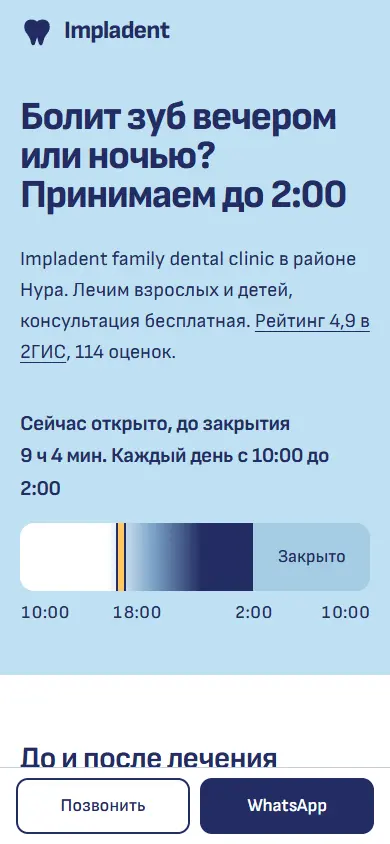 Impladent
Болит зуб вечером
или ночью?
Принимаем до 2:00
Impladent family dental clinic в районе
Нура. Лечим взрослых и детей,
консультация бесплатная. Рейтинг 4,9 в
2ГИС, 114 оценок.
Сейчас открыто, до закрытия
9 ч 4 мин. Каждый день с 10:00 до
2:00
Закрыто
10:00 18:00 2:00 10:00
До и после лечения
Позвонить WhatsApp